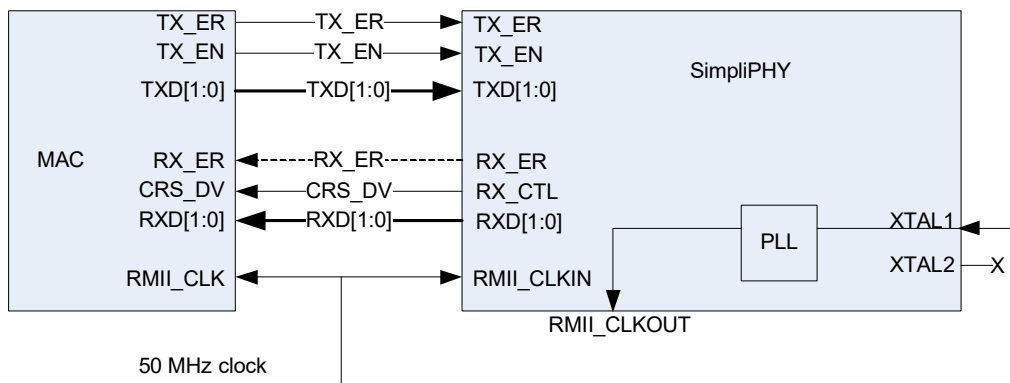 TX_ER TX_ER TX_ER
TX_EN TX_EN TX_EN
SimpliPHY
TXD[1:0] TXD[1:0] TXD[1:0]
MAC RX_ER RX_ER RX_ER
CRS_DV CRS_DV RX_CTL
RXD[1:0] RXD[1:0] RXD[1:0]
XTAL1
PLL
XTAL2 X
RMII_CLK RMII_CLKIN
RMII_CLKOUT
50 MHz clock